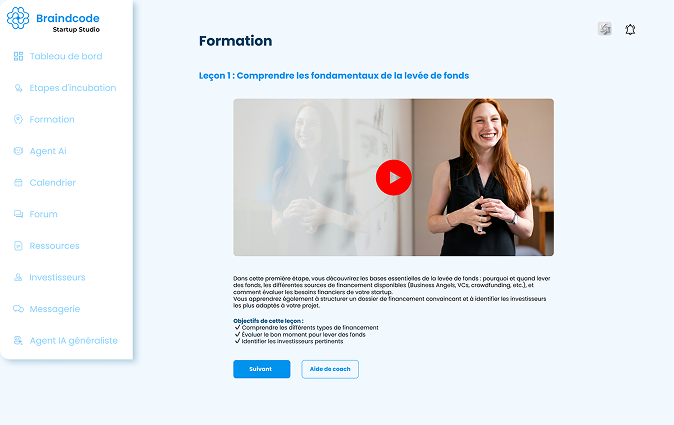 Braindcode
Startup Studio
Tableau de bord
Etapes d'incubation
Formation
Agent Ai
Calendrier
Forum
Ressources
Investisseurs
Messagerie
Agent IA généraliste
Formation
Leçon 1 : Comprendre les fondamentaux de la levée de fonds
Dans cette première étape, vous découvrirez les bases essentielles de la levée de fonds : pourquoi et quand lever
des fonds, les différentes sources de financement disponibles (Business Angels, VCs, crowdfunding, etc.), et
comment évaluer les besoins financiers de votre startup.
Vous apprendrez également à structurer un dossier de financement convaincant et à identifier les investisseurs
les plus adaptés à votre projet.
Objectifs de cette leçon :
✓ Comprendre les différents types de financement
✓ Évaluer le bon moment pour lever des fonds
✓ Identifier les investisseurs pertinents
Suivant
Aide de coach